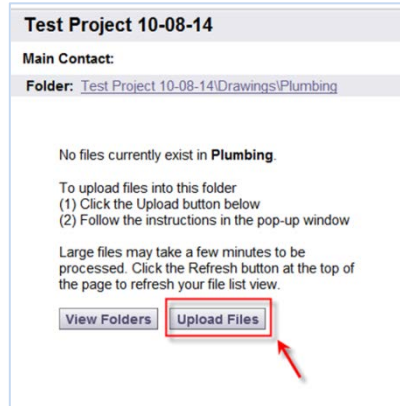 Test Project 10-08-14
Main Contact:
Folder: Test Project 10-08-14\Drawings\Plumbing
No files currently exist in Plumbing.
To upload files into this folder
(1) Click the Upload button below
(2) Follow the instructions in the pop-up window
Large files may take a few minutes to be
processed. Click the Refresh button at the top of
the page to refresh your file list view.
View Folders Upload Files